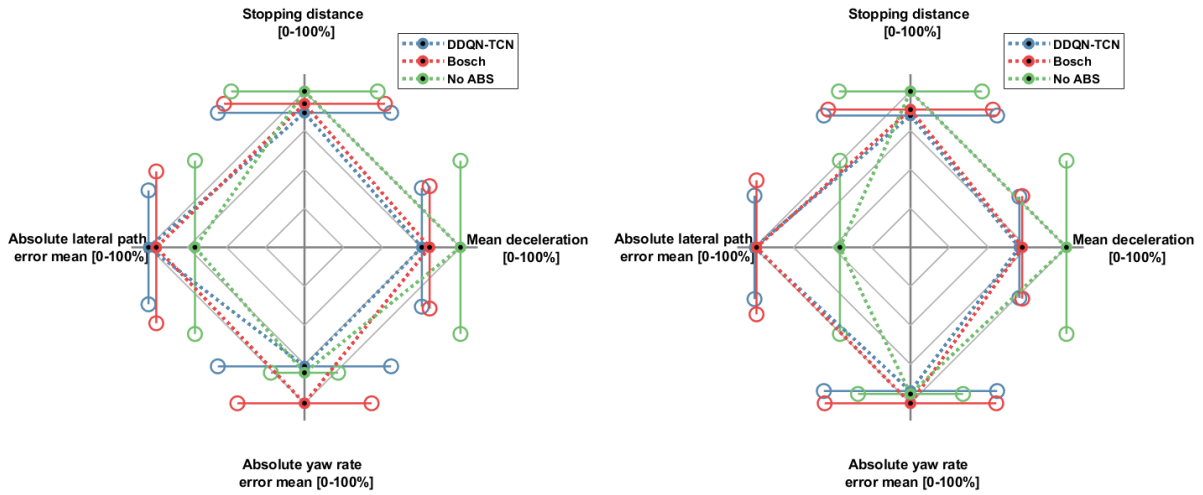 Stopping distance
[0-100%]
DDQN-TCN
Bosch
No ABS
Absolute lateral path
error mean [0-100%]
Mean deceleration
[0-100%]
Absolute yaw rate
error mean [0-100%]
Stopping distance
[0-100%]
DDQN-TCN
Bosch
No ABS
Absolute lateral path
error mean [0-100%]
Mean deceleration
[0-100%]
Absolute yaw rate
error mean [0-100%]